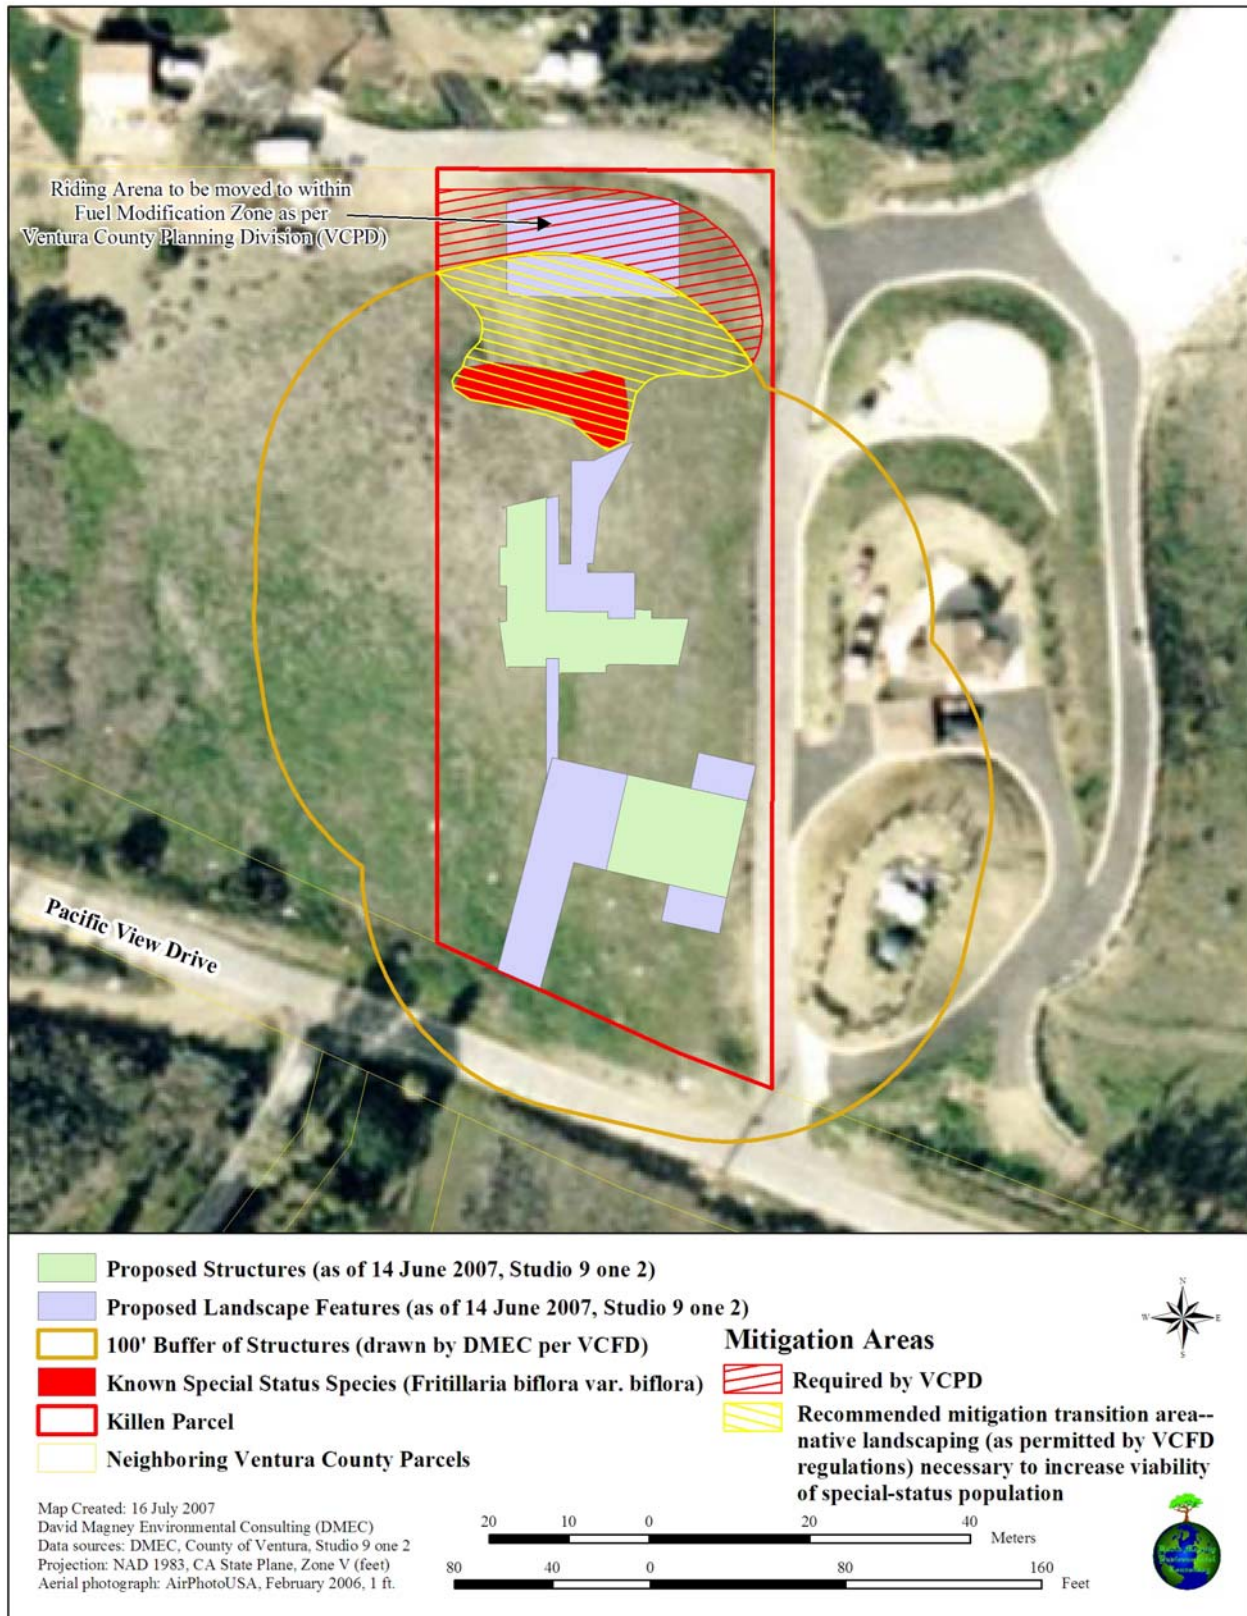 Riding Arena to be moved to within
Fuel Modification Zone as per
Ventura County Planning Division (VCPD)
Pacific View Drive
Proposed Structures (as of 14 June 2007, Studio 9 one 2)
Proposed Landscape Features (as of 14 June 2007, Studio 9 one 2)
100' Buffer of Structures (drawn by DMEC per VCFD)
Known Special Status Species (Fritillaria biflora var. biflora)
Killen Parcel
Neighboring Ventura County Parcels
Mitigation Areas
Required by VCPD
Recommended mitigation transition area--
native landscaping (as permitted by VCFD
regulations) necessary to increase viability
of special-status population
N
W E
S
Map Created: 16 July 2007
David Magney Environmental Consulting (DMEC)
Data sources: DMEC, County of Ventura, Studio 9 one 2
Projection: NAD 1983, CA State Plane, Zone V (feet)
Aerial photograph: AirPhotoUSA, February 2006, 1 ft.
20 10 0 20 40 Meters
80 40 0 80 160 Feet